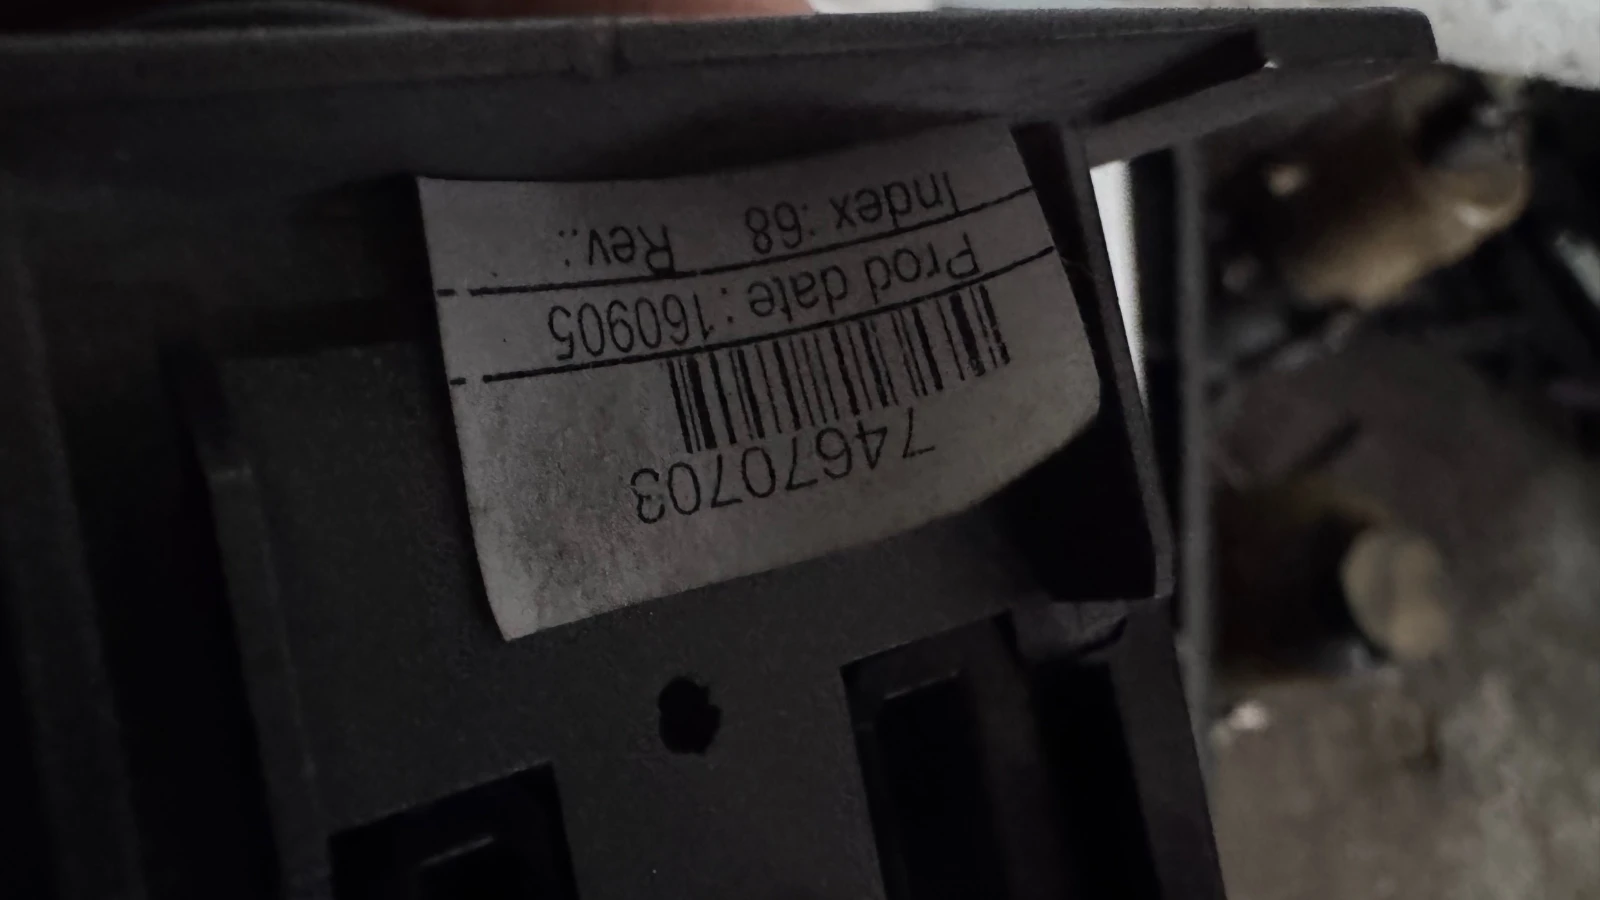 74670703
Prod date :160905
Index :68 Rev.: